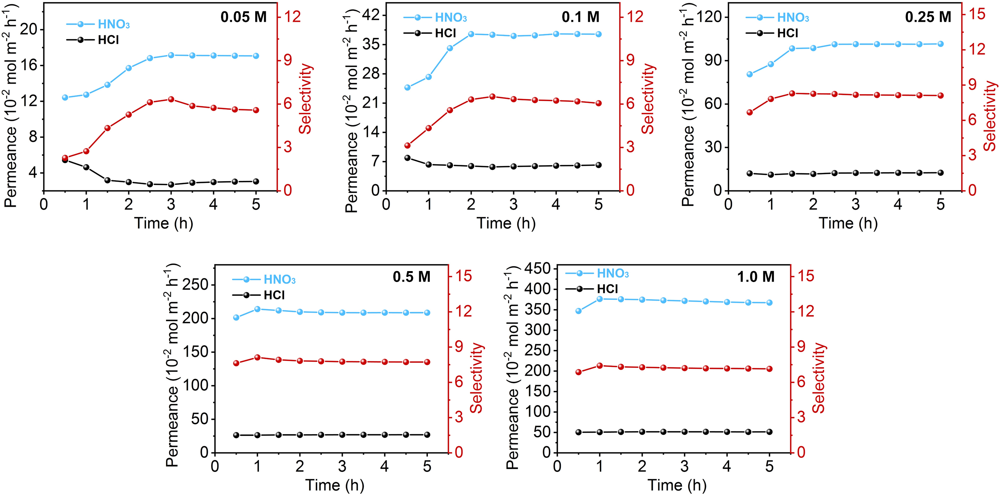 Permeance (10⁻² mol m⁻² h⁻¹)
20
16
12
8
4
HNO₃
HCl
0.05 M
12
9
6
3
0
Selectivity
0 1 2 3 4 5
Time (h)
Permeance (10⁻² mol m⁻² h⁻¹)
42
35
28
21
14
7
0
HNO₃
HCl
0.1 M
12
9
6
3
0
Selectivity
0 1 2 3 4 5
Time (h)
Permeance (10⁻² mol m⁻² h⁻¹)
120
90
60
30
0
HNO₃
HCl
0.25 M
15
12
9
6
3
0
Selectivity
0 1 2 3 4 5
Time (h)
Permeance (10⁻² mol m⁻² h⁻¹)
250
200
150
100
50
0
HNO₃
HCl
0.5 M
15
12
9
6
3
0
Selectivity
0 1 2 3 4 5
Time (h)
Permeance (10⁻² mol m⁻² h⁻¹)
450
400
350
300
250
200
150
100
50
0
HNO₃
HCl
1.0 M
15
12
9
6
3
0
Selectivity
0 1 2 3 4 5
Time (h)